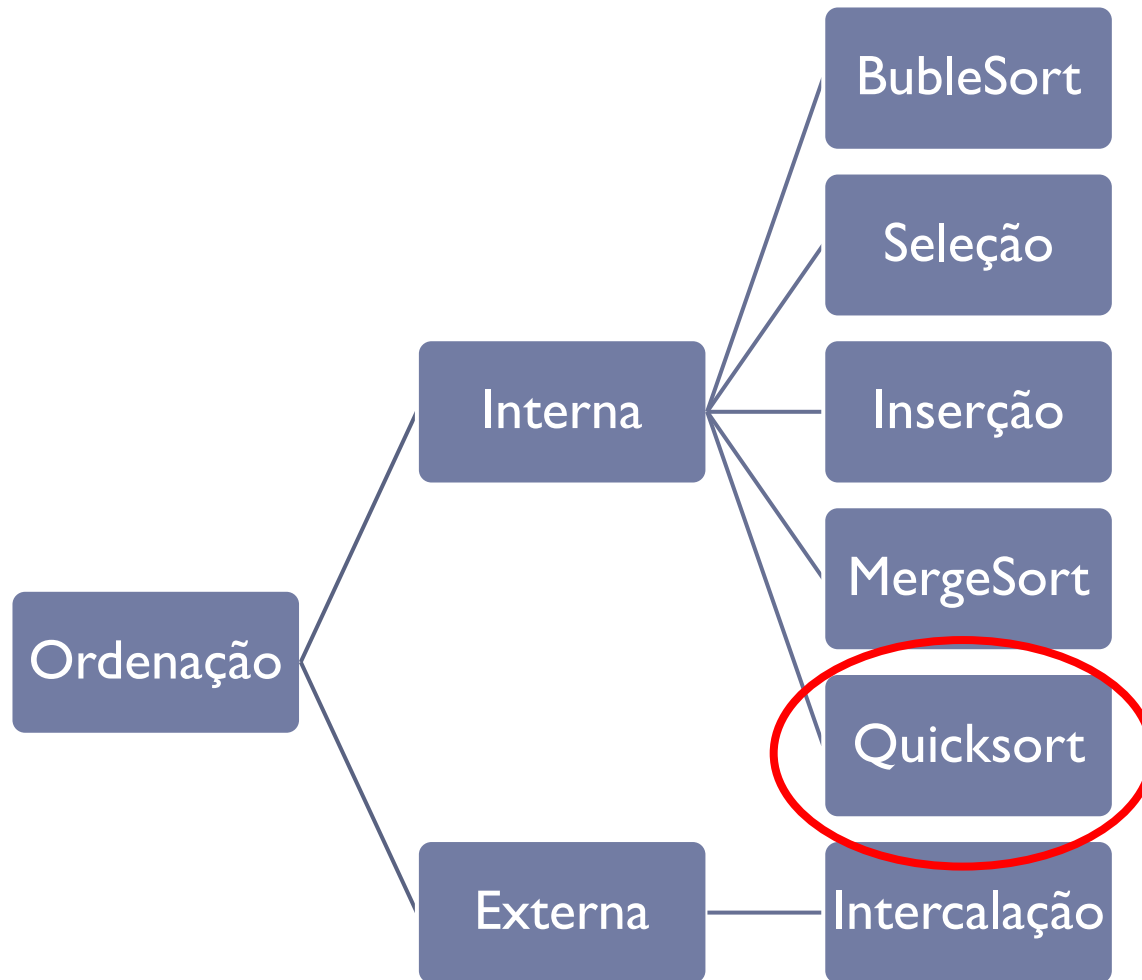 BubleSort
Seleção
Interna
Inserção
MergeSort
Ordenação
Quicksort
Externa
Intercalação